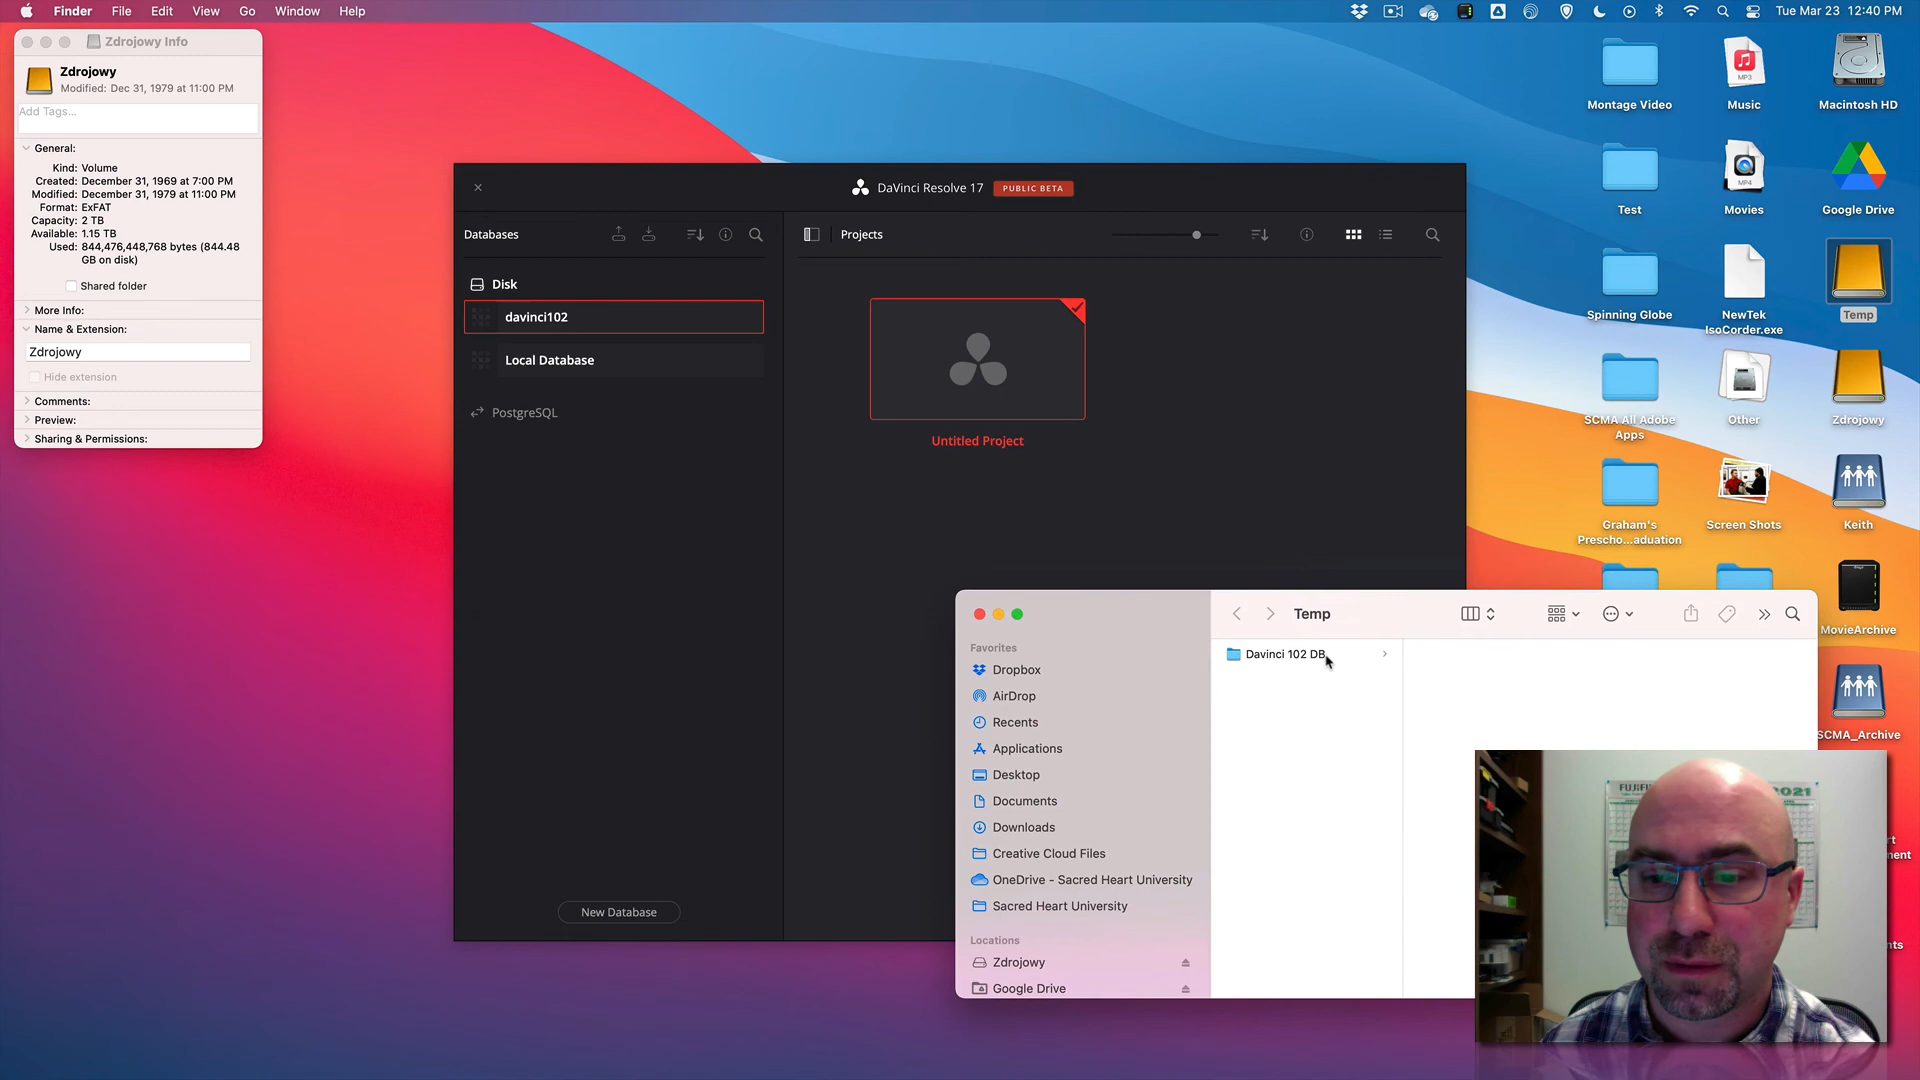 Finder File Edit View Go Window Help
Tue Mar 23 12:40 PM
Zdrojowy Info
Zdrojowy
Modified: Dec 31, 1979 at 11:00 PM
Add Tags...
General:
Kind: Volume
Created: December 31, 1969 at 7:00 PM
Modified: December 31, 1979 at 11:00 PM
Format: ExFAT
Capacity: 2 TB
Available: 1.15 TB
Used: 844,476,448,768 bytes (844.48
GB on disk)
Shared folder
More Info:
Name & Extension:
Zdrojowy
Hide extension
Comments:
Preview:
Sharing & Permissions:
DaVinci Resolve 17 PUBLIC BETA
Databases
Projects
Disk
davinci102
Local Database
PostgreSQL
Untitled Project
New Database
Temp
Favorites
Dropbox
AirDrop
Recents
Applications
Desktop
Documents
Downloads
Creative Cloud Files
OneDrive - Sacred Heart University
Sacred Heart University
Locations
Zdrojowy
Google Drive
Davinci 102 DB
Montage Video
MP3
Music
Macintosh HD
Test
MP4
Movies
Google Drive
Spinning Globe
NewTek
IsoCorder.exe
Temp
SCMA All Adobe
Apps
Other
Zdrojowy
Graham's
Prescho...aduation
Screen Shots
Keith
MovieArchive
SCMA_Archive
2021